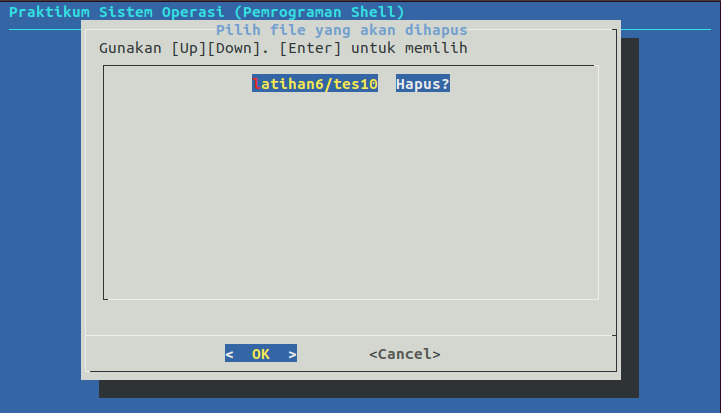 Praktikum Sistem Operasi (Pemrograman Shell)
Pilih file yang akan dihapus
Gunakan [Up][Down]. [Enter] untuk memilih
latihan6/tes10 Hapus?
< OK > <Cancel>